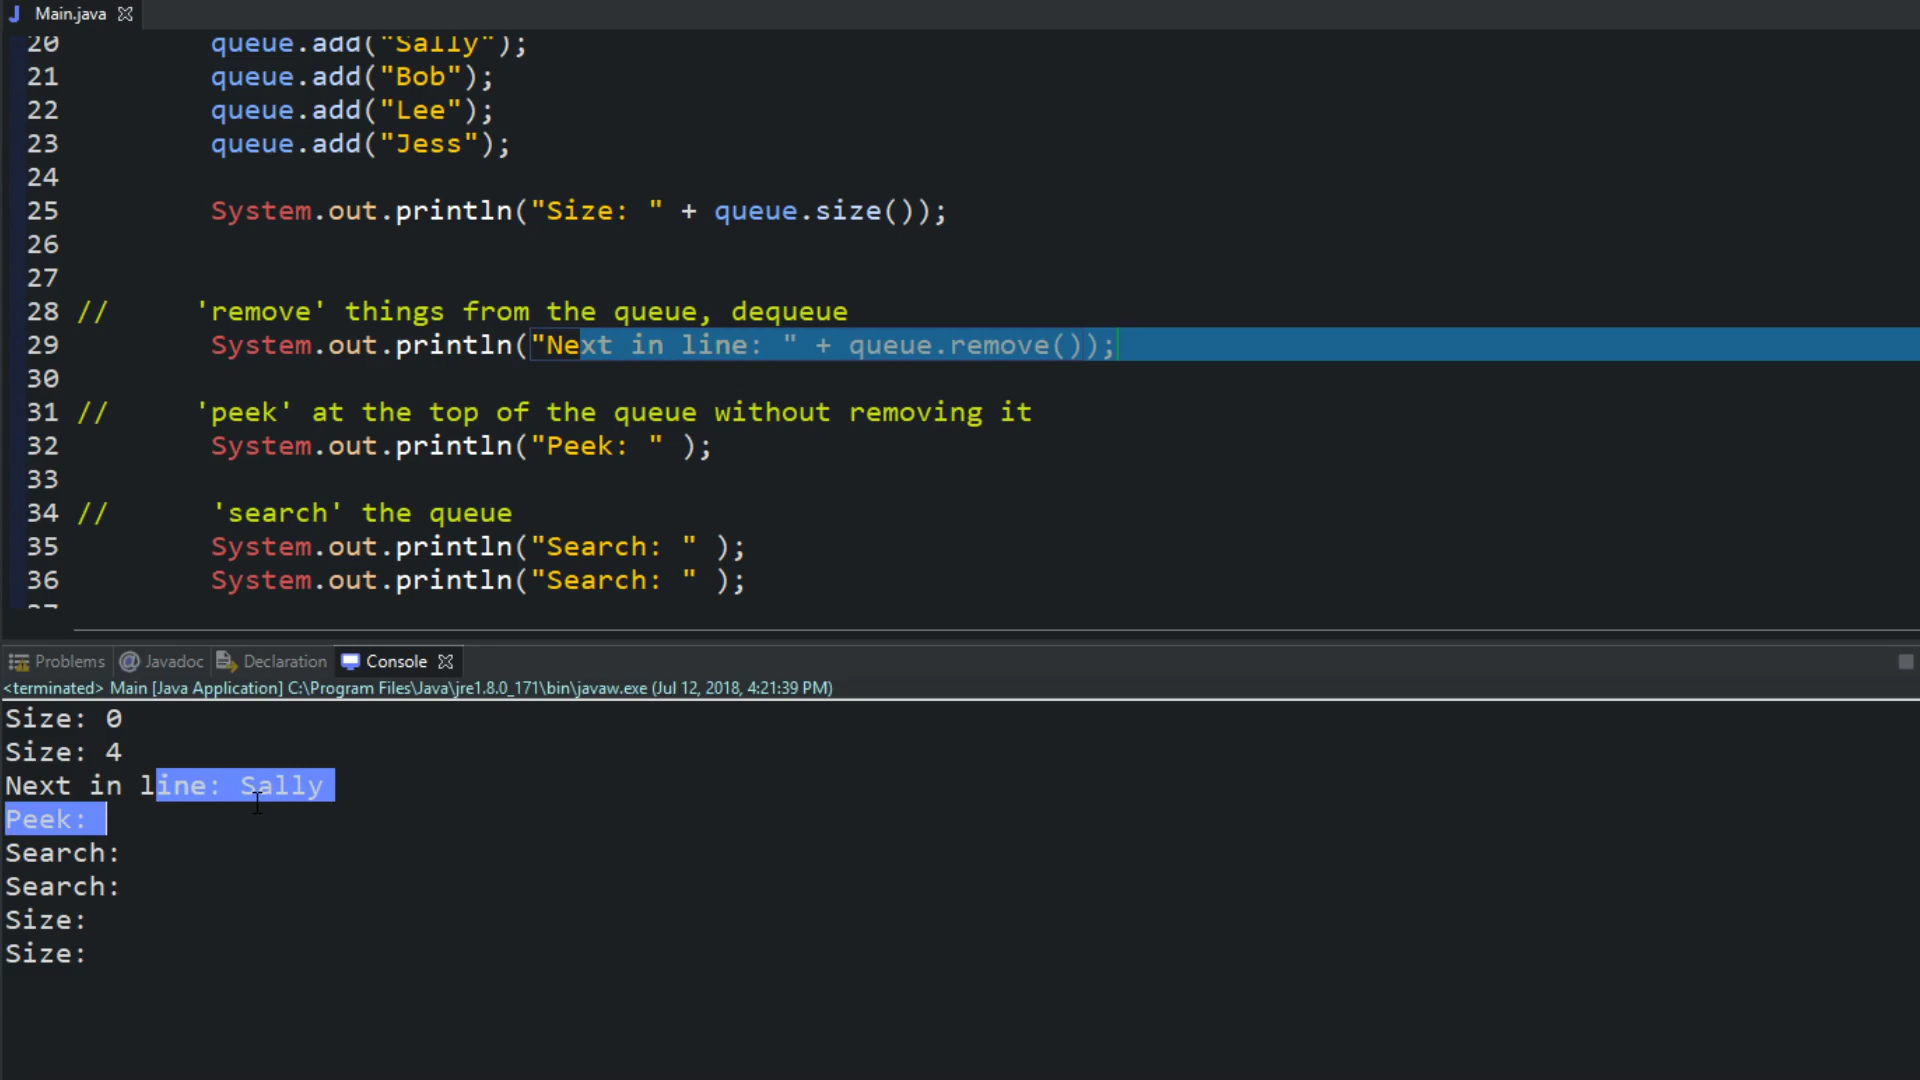 Main.java
20 queue.add("Sally");
21 queue.add("Bob");
22 queue.add("Lee");
23 queue.add("Jess");
24
25 System.out.println("Size: " + queue.size());
26
27
28 // 'remove' things from the queue, dequeue
29 System.out.println("Next in line: " + queue.remove());
30
31 // 'peek' at the top of the queue without removing it
32 System.out.println("Peek: " );
33
34 // 'search' the queue
35 System.out.println("Search: " );
36 System.out.println("Search: " );
Problems @ Javadoc Declaration Console
<terminated> Main [Java Application] C:\Program Files\Java\jre1.8.0_171\bin\javaw.exe (Jul 12, 2018, 4:21:39 PM)
Size: 0
Size: 4
Next in line: Sally
Peek:
Search:
Search:
Size:
Size: